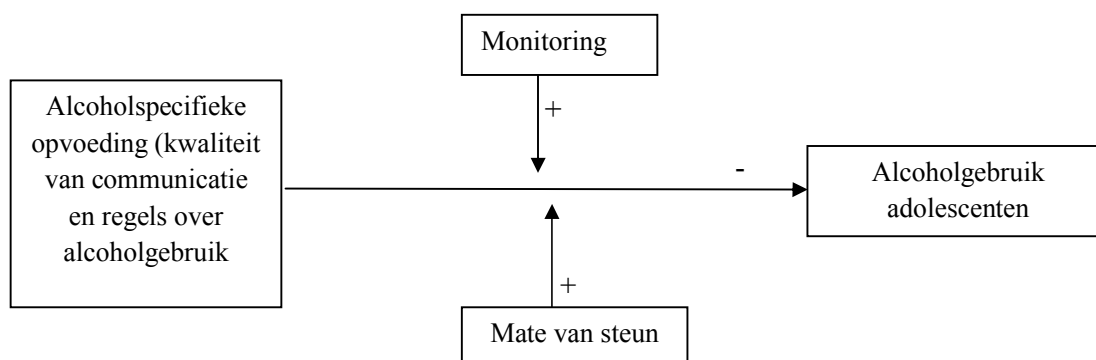 Monitoring
+
Alcoholspecifieke
opvoeding (kwaliteit
van communicatie
en regels over
alcoholgebruik
-
Alcoholgebruik
adolescenten
+
Mate van steun